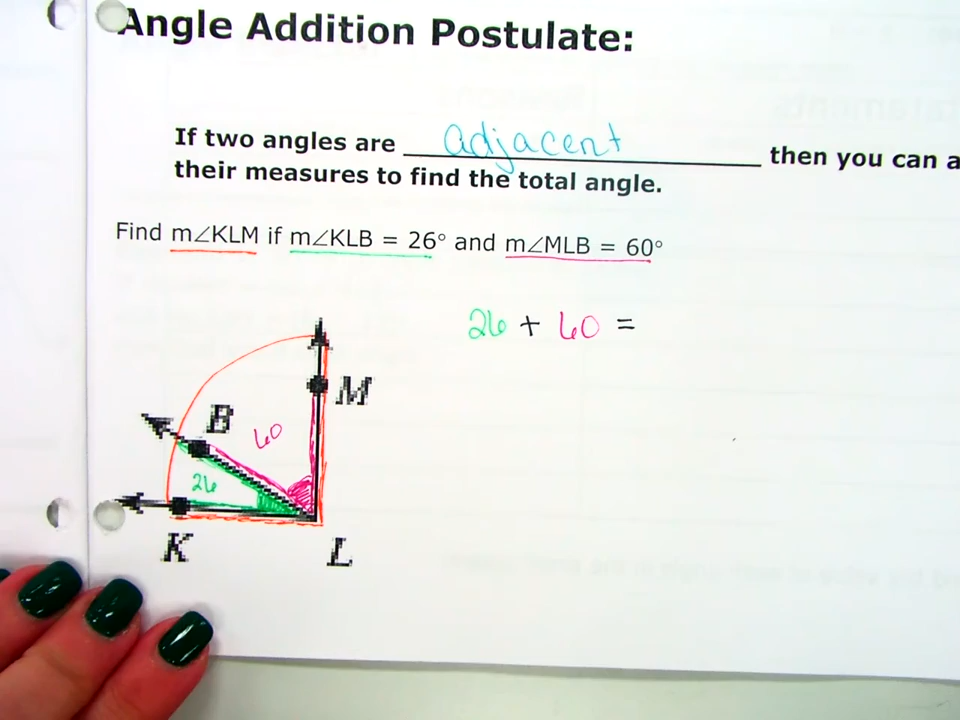 Angle Addition Postulate:
If two angles are adjacent then you can a
their measures to find the total angle.
Find m∠KLM if m∠KLB = 26° and m∠MLB = 60°
26 + 60 =
M
B
60
26
K
L